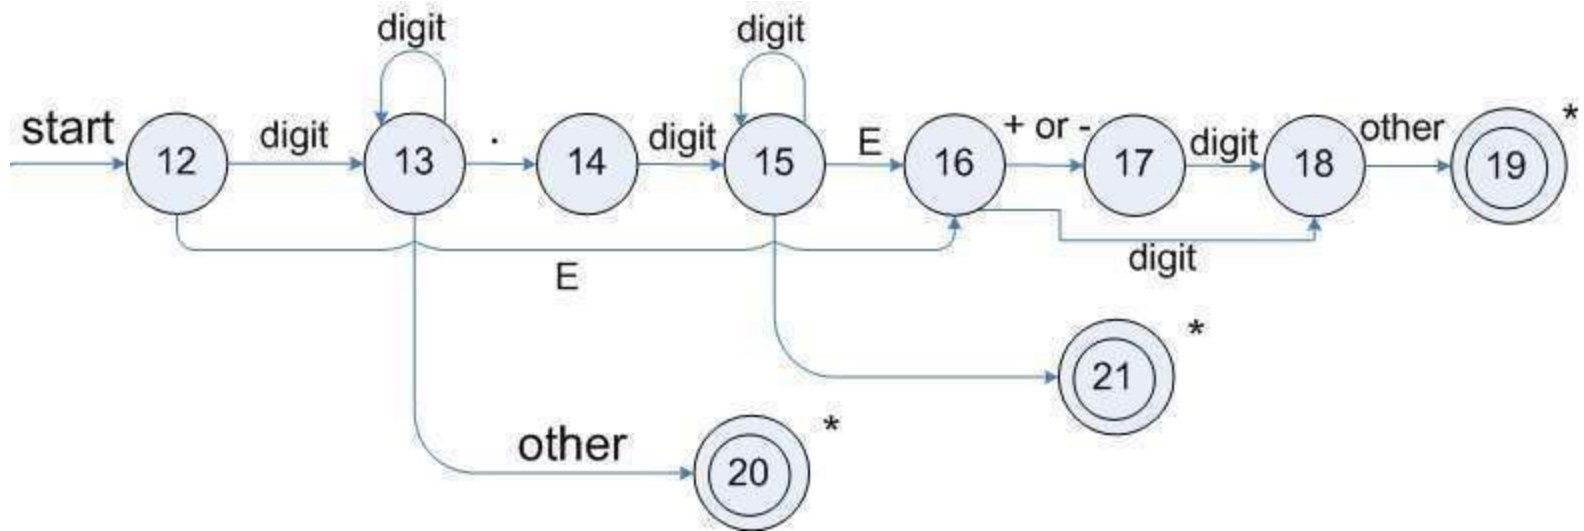 digit digit
start digit . digit E + or - digit other *
12 13 14 15 16 17 18 19
E digit
*
21
other *
20